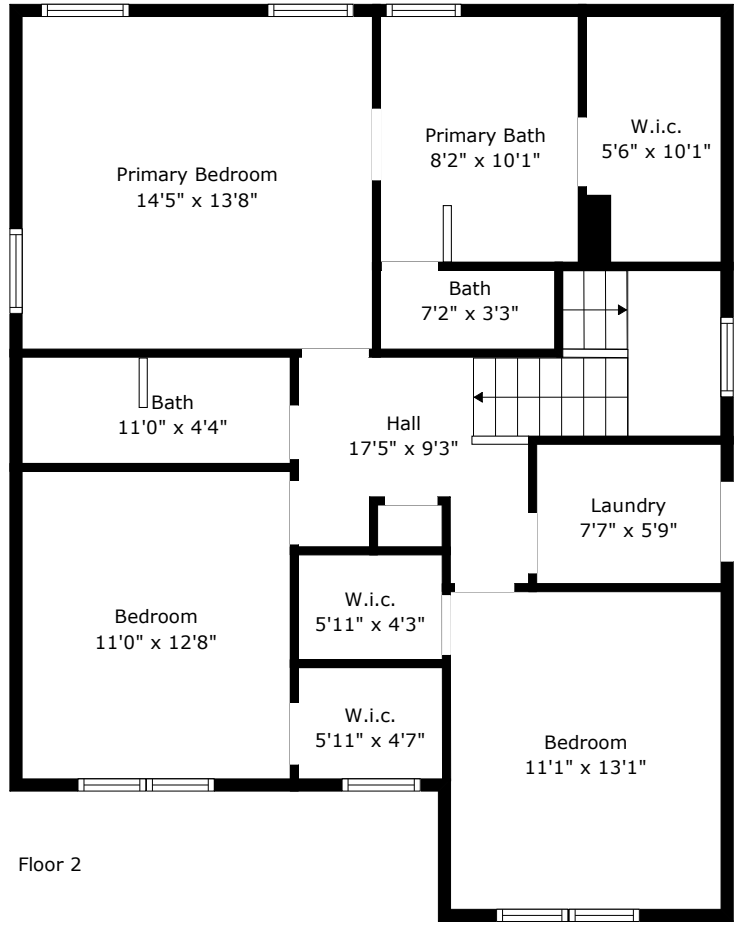 Primary Bedroom
14'5" x 13'8"
Primary Bath
8'2" x 10'1"
W.i.c.
5'6" x 10'1"
Bath
7'2" x 3'3"
Bath
11'0" x 4'4"
Hall
17'5" x 9'3"
Laundry
7'7" x 5'9"
Bedroom
11'0" x 12'8"
W.i.c.
5'11" x 4'3"
W.i.c.
5'11" x 4'7"
Bedroom
11'1" x 13'1"
Floor 2